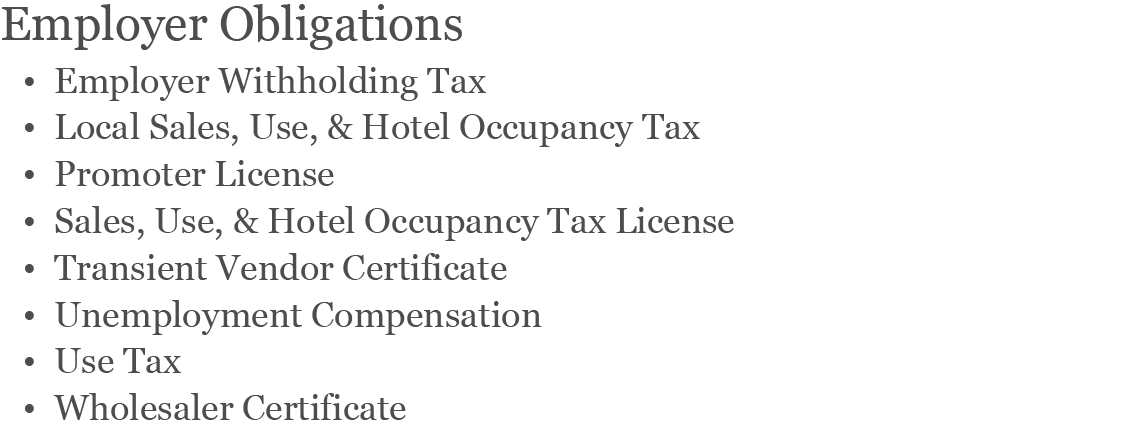 Employer Obligations
• Employer Withholding Tax
• Local Sales, Use, & Hotel Occupancy Tax
• Promoter License
• Sales, Use, & Hotel Occupancy Tax License
• Transient Vendor Certificate
• Unemployment Compensation
• Use Tax
• Wholesaler Certificate